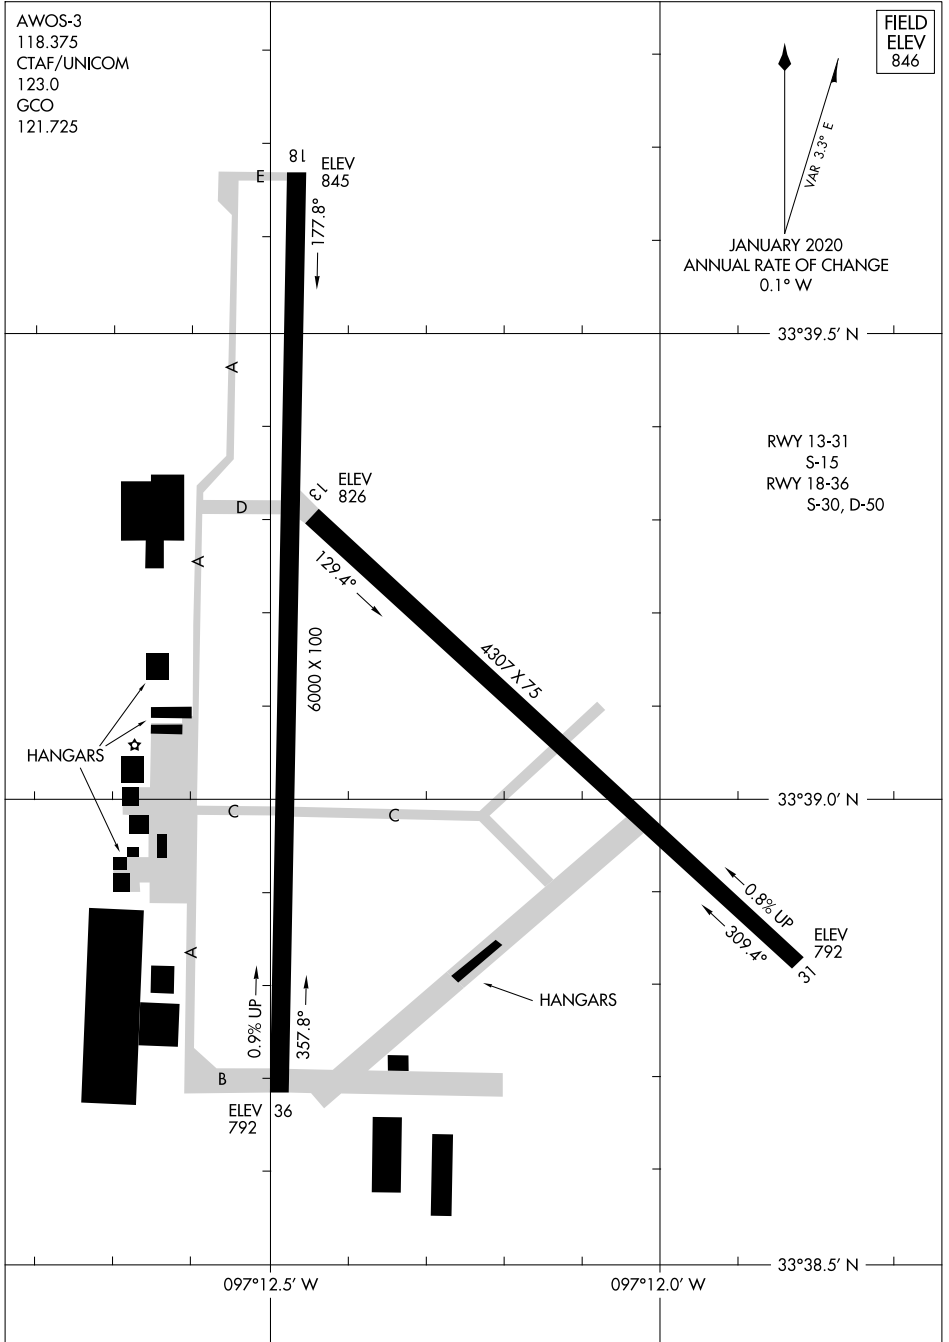 AWOS-3
118.375
CTAF/UNICOM
123.0
GCO
121.725
FIELD
ELEV
846
VAR 3.3° E
JANUARY 2020
ANNUAL RATE OF CHANGE
0.1° W
18
ELEV
845
E
177.8°
33°39.5' N
A
RWY 13-31
S-15
RWY 18-36
S-30, D-50
13
ELEV
826
D
A
129.4°
6000 X 100
4307 X 75
HANGARS
33°39.0' N
C
C
0.8% UP
309.4°
ELEV
792
31
A
HANGARS
0.9% UP
357.8°
B
ELEV
792
36
33°38.5' N
097°12.5' W
097°12.0' W